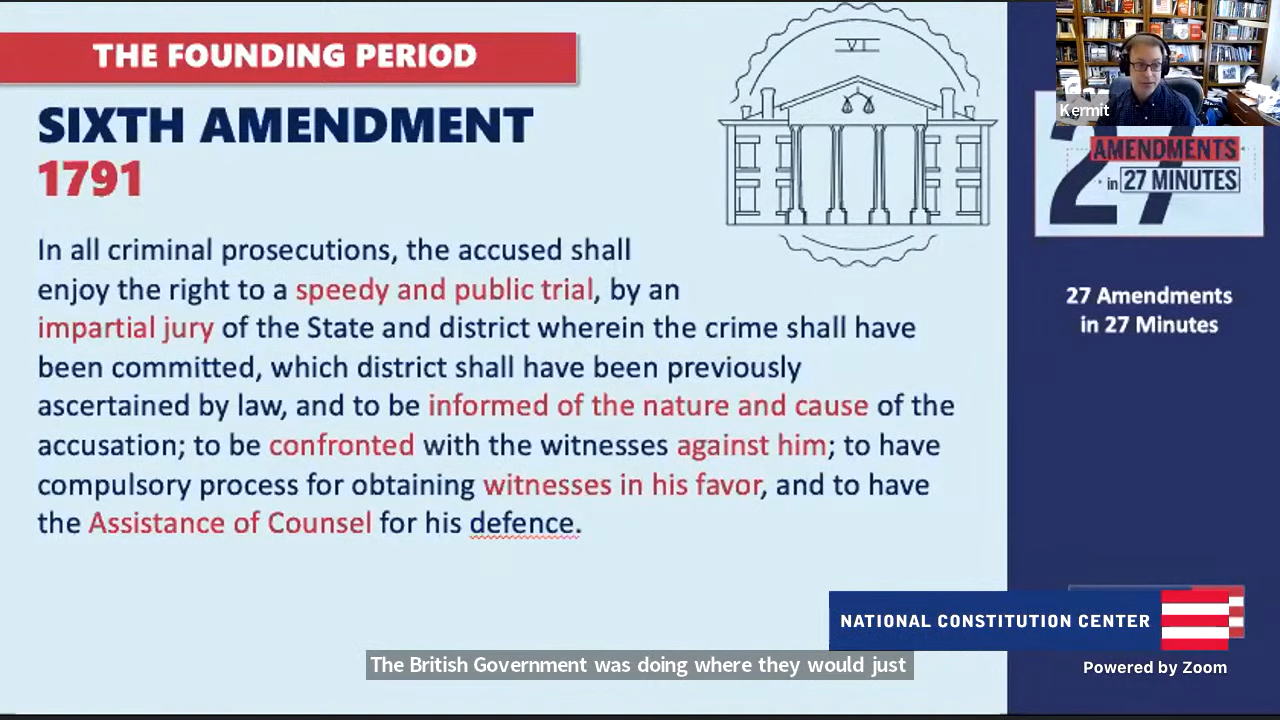 THE FOUNDING PERIOD
VI
SIXTH AMENDMENT
1791
In all criminal prosecutions, the accused shall
enjoy the right to a speedy and public trial, by an
impartial jury of the State and district wherein the crime shall have
been committed, which district shall have been previously
ascertained by law, and to be informed of the nature and cause of the
accusation; to be confronted with the witnesses against him; to have
compulsory process for obtaining witnesses in his favor, and to have
the Assistance of Counsel for his defence.
Kermit
27
AMENDMENTS
in 27 MINUTES
27 Amendments
in 27 Minutes
NATIONAL CONSTITUTION CENTER
The British Government was doing where they would just
Powered by Zoom